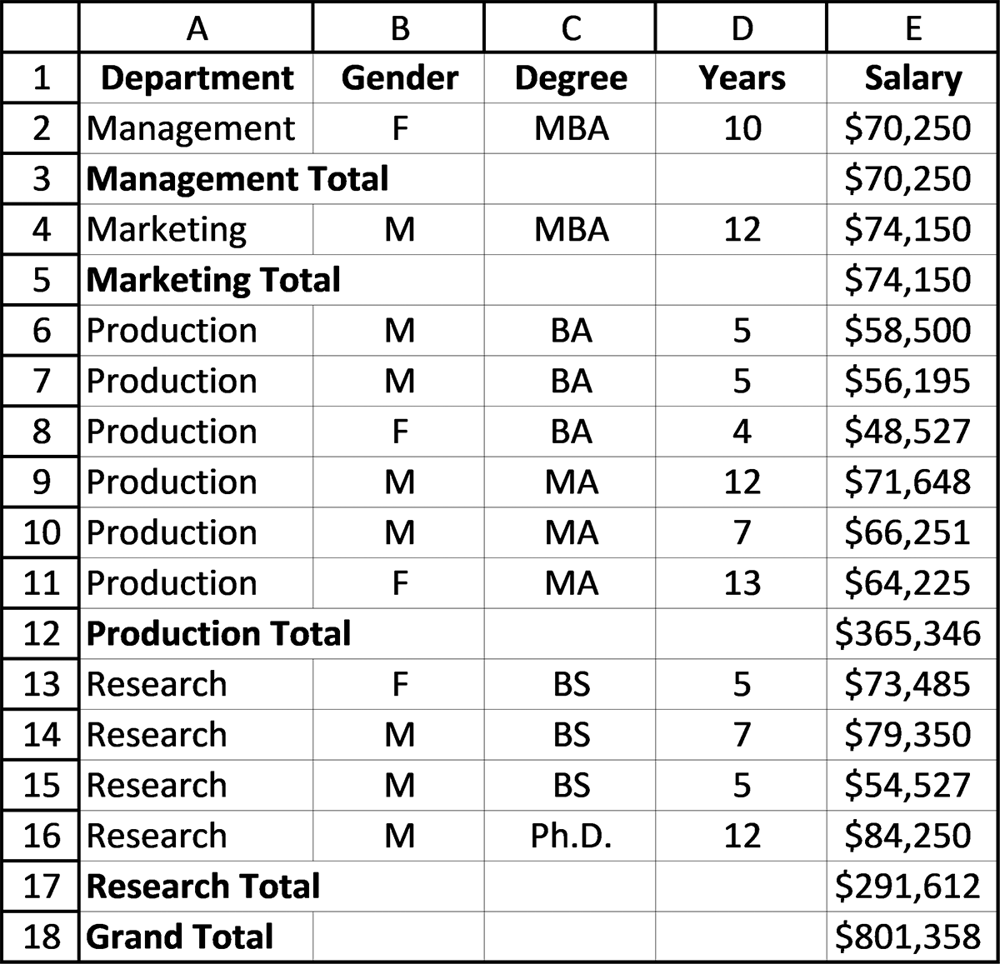 A B C D E
1 Department Gender Degree Years Salary
2 Management F MBA 10 $70,250
3 Management Total $70,250
4 Marketing M MBA 12 $74,150
5 Marketing Total $74,150
6 Production M BA 5 $58,500
7 Production M BA 5 $56,195
8 Production F BA 4 $48,527
9 Production M MA 12 $71,648
10 Production M MA 7 $66,251
11 Production F MA 13 $64,225
12 Production Total $365,346
13 Research F BS 5 $73,485
14 Research M BS 7 $79,350
15 Research M BS 5 $54,527
16 Research M Ph.D. 12 $84,250
17 Research Total $291,612
18 Grand Total $801,358